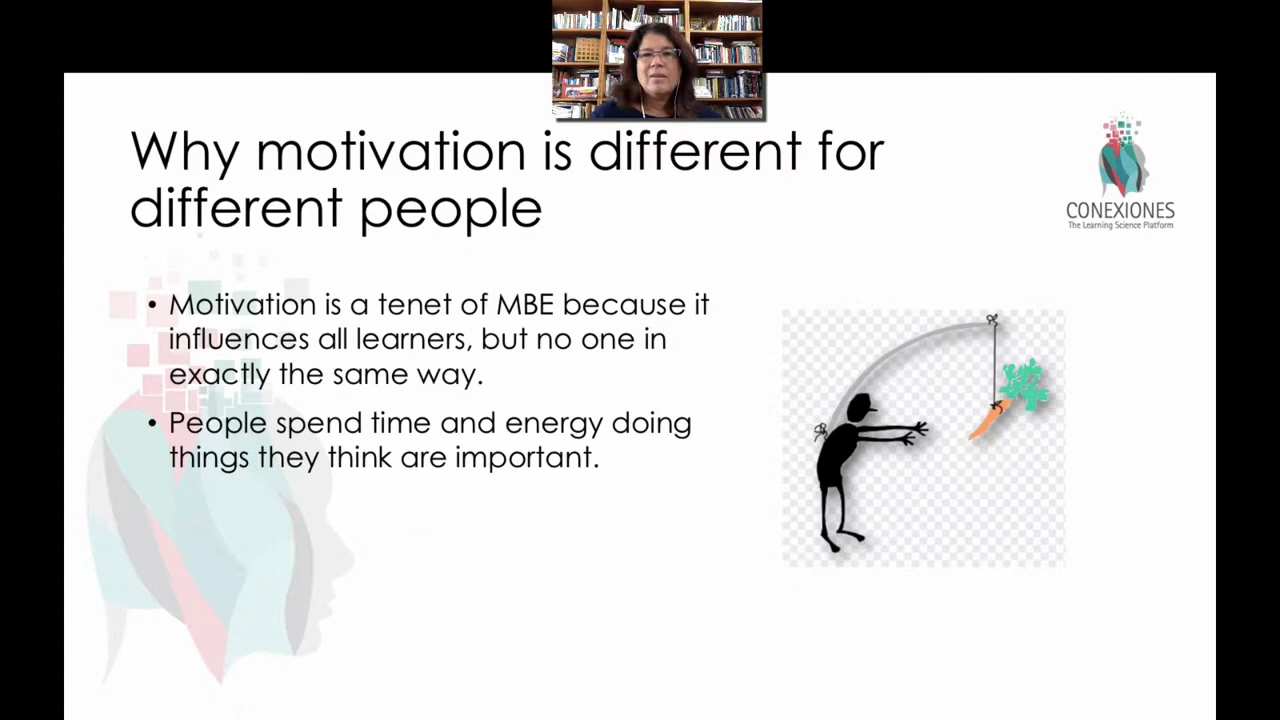 Why motivation is different for
different people
CONEXIONES
The Learning Science Platform
• Motivation is a tenet of MBE because it
influences all learners, but no one in
exactly the same way.
• People spend time and energy doing
things they think are important.